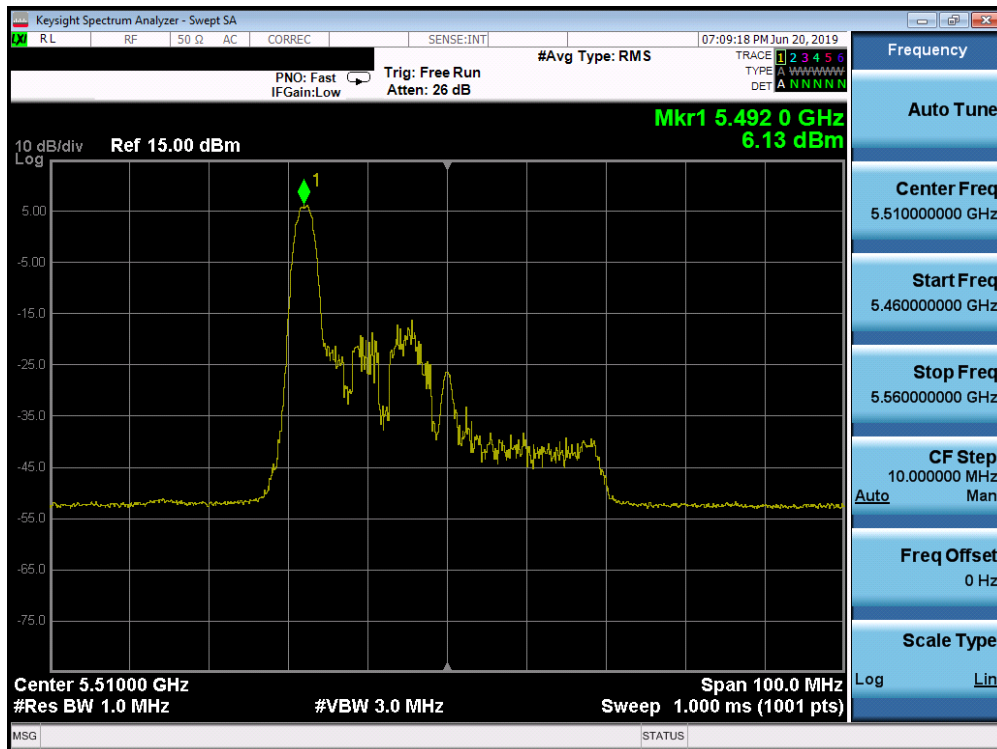 Keysight Spectrum Analyzer - Swept SA
LXI RL RF 50 Ω AC CORREC SENSE:INT 07:09:18 PM Jun 20, 2019
#Avg Type: RMS TRACE 1 2 3 4 5 6
PNO: Fast Trig: Free Run TYPE A WWWWW
IFGain:Low Atten: 26 dB DET A N N N N N
Mkr1 5.492 0 GHz
6.13 dBm
10 dB/div Ref 15.00 dBm
Log
1
5.00
-5.00
-15.0
-25.0
-35.0
-45.0
-55.0
-65.0
-75.0
Center 5.51000 GHz Span 100.0 MHz
#Res BW 1.0 MHz #VBW 3.0 MHz Sweep 1.000 ms (1001 pts)
MSG STATUS
Frequency
Auto Tune
Center Freq
5.510000000 GHz
Start Freq
5.460000000 GHz
Stop Freq
5.560000000 GHz
CF Step
10.000000 MHz
Auto Man
Freq Offset
0 Hz
Scale Type
Log Lin